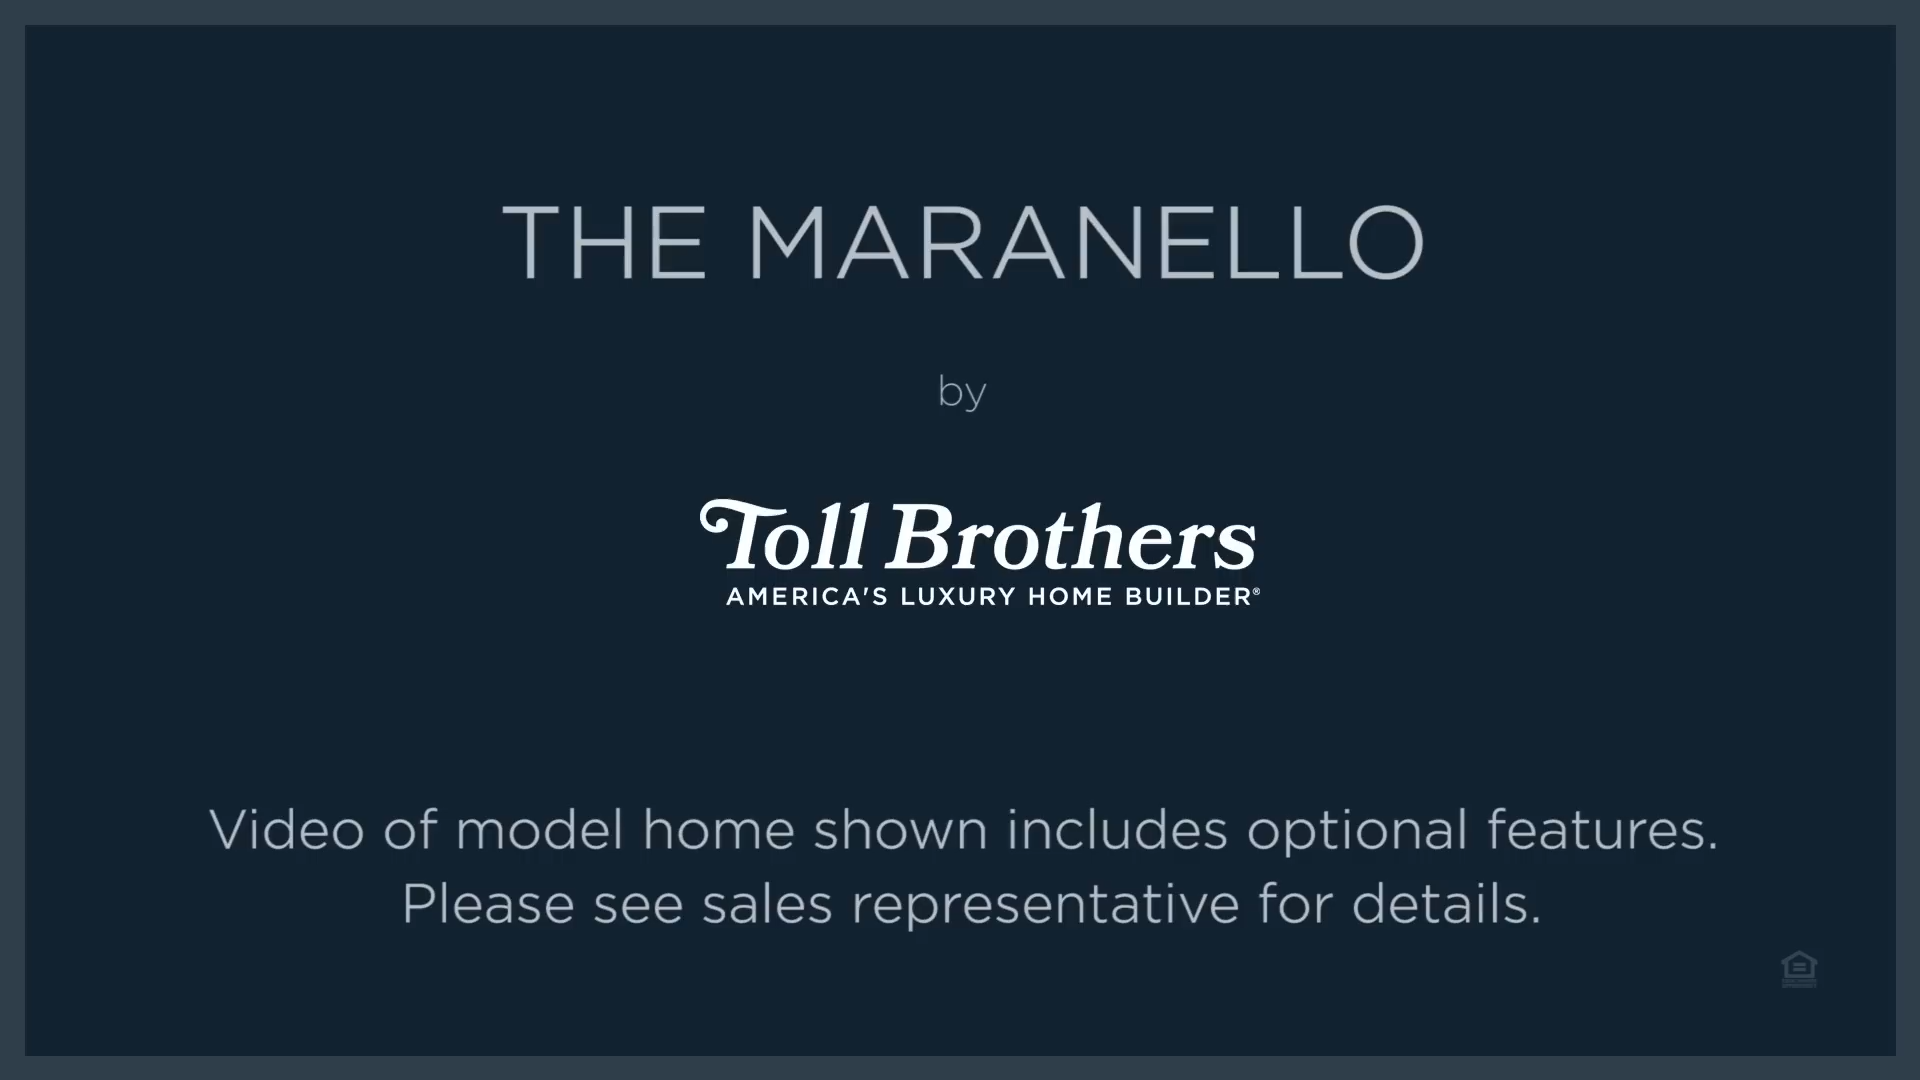 THE MARANELLO
by
Toll Brothers
AMERICA'S LUXURY HOME BUILDER®
Video of model home shown includes optional features.
Please see sales representative for details.